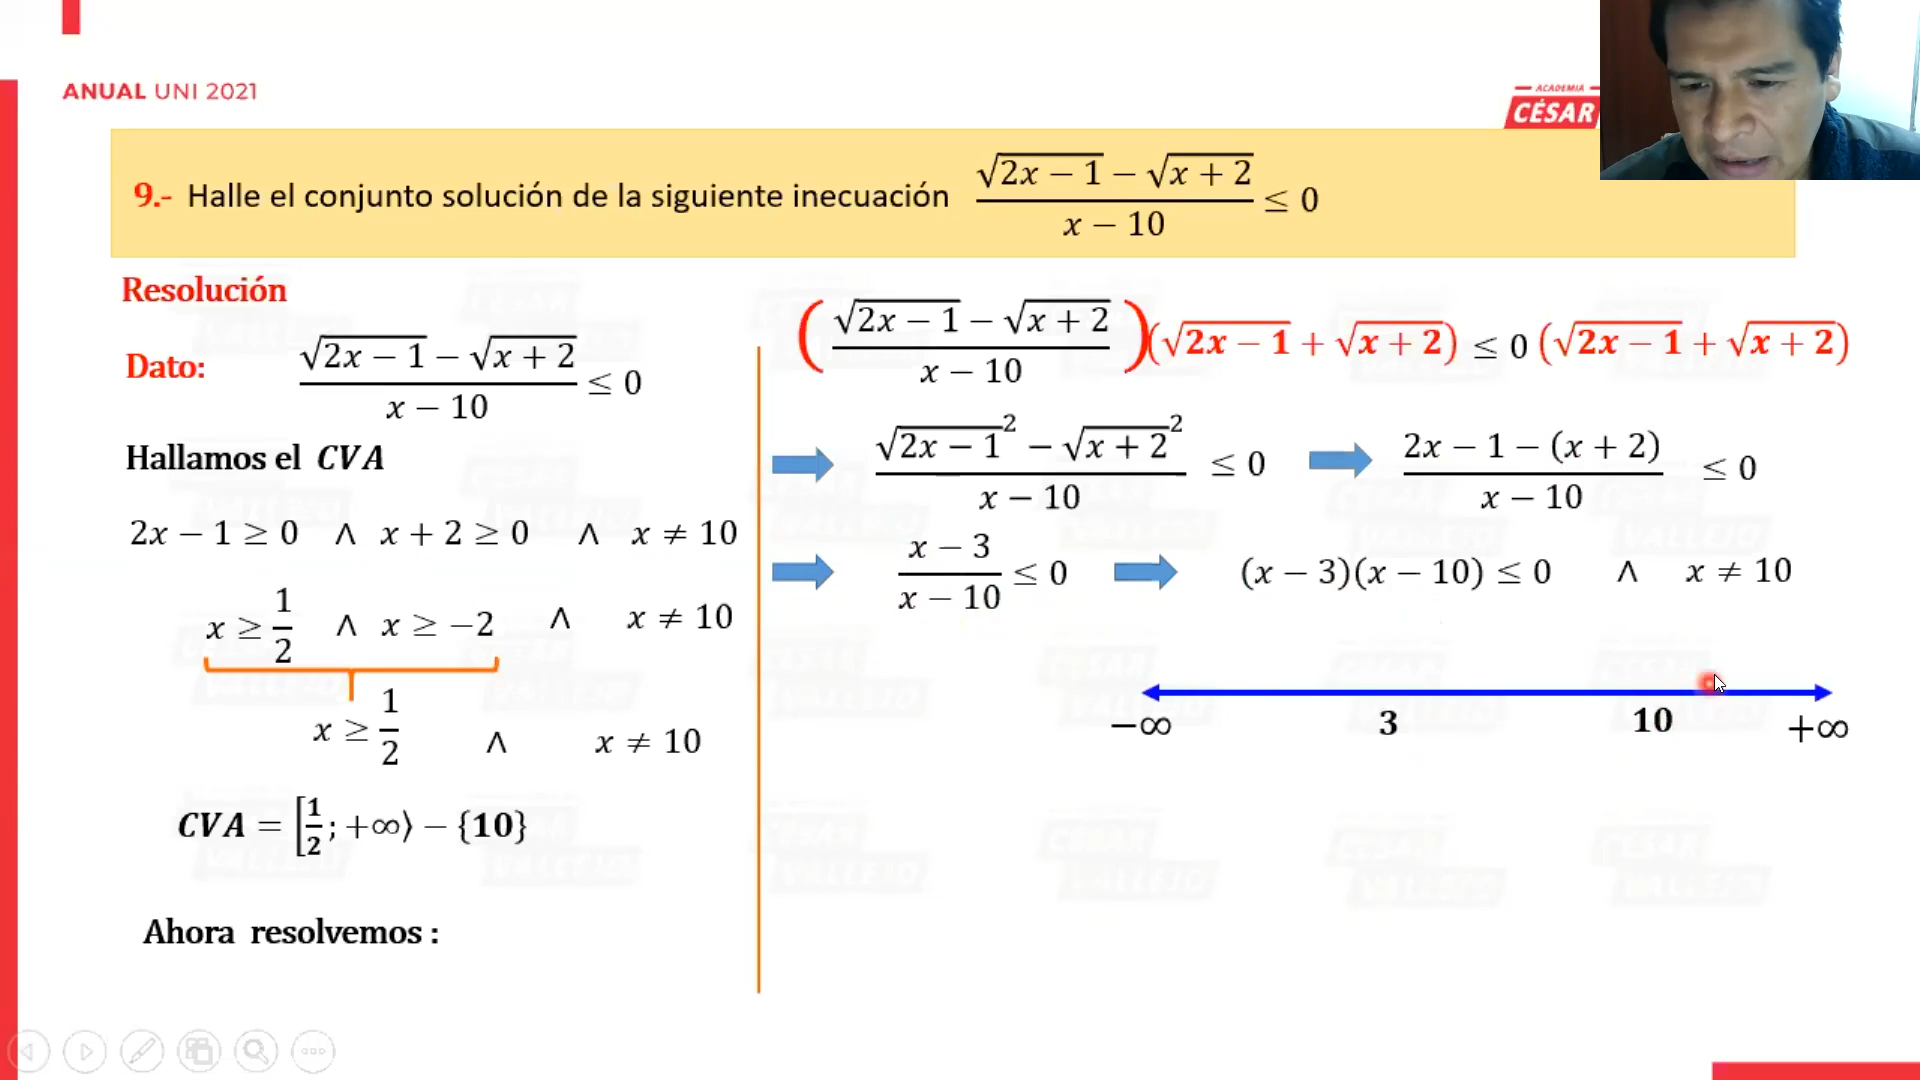 ANUAL UNI 2021
ACADEMIA
CÉSAR
9.- Halle el conjunto solución de la siguiente inecuación (√(2x − 1) − √(x + 2))/(x − 10) ≤ 0
Resolución
Dato: (√(2x − 1) − √(x + 2))/(x − 10) ≤ 0
Hallamos el CVA
2x − 1 ≥ 0 ∧ x + 2 ≥ 0 ∧ x ≠ 10
x ≥ 1/2 ∧ x ≥ −2 ∧ x ≠ 10
x ≥ 1/2 ∧ x ≠ 10
CVA = [1/2; +∞⟩ − {10}
Ahora resolvemos :
((√(2x − 1) − √(x + 2))/(x − 10))(√(2x − 1) + √(x + 2)) ≤ 0 (√(2x − 1) + √(x + 2))
(√(2x − 1)² − √(x + 2)²)/(x − 10) ≤ 0
(2x − 1 − (x + 2))/(x − 10) ≤ 0
(x − 3)/(x − 10) ≤ 0
(x − 3)(x − 10) ≤ 0 ∧ x ≠ 10
−∞ 3 10 +∞